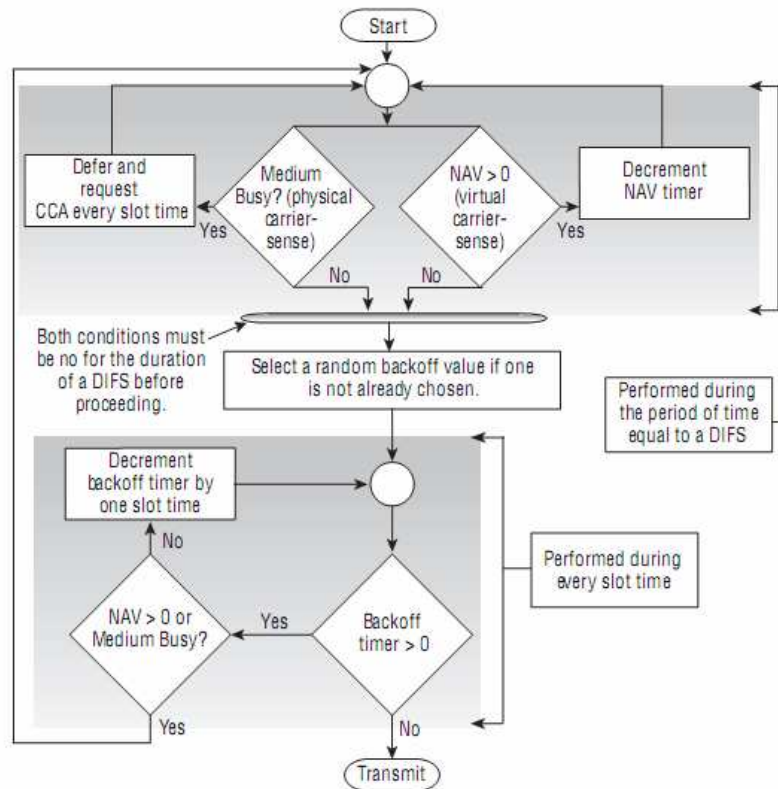 Start
Defer and
request
CCA every slot time
Medium
Busy? (physical
carrier-
sense)
NAV > 0
(virtual
carrier-
sense)
Decrement
NAV timer
Yes
Yes
No
No
Both conditions must
be no for the duration
of a DIFS before
proceeding.
Select a random backoff value if one
is not already chosen.
Performed during
the period of time
equal to a DIFS
Decrement
backoff timer by
one slot time
No
NAV > 0 or
Medium Busy?
Yes
Backoff
timer > 0
Performed during
every slot time
Yes
No
Transmit